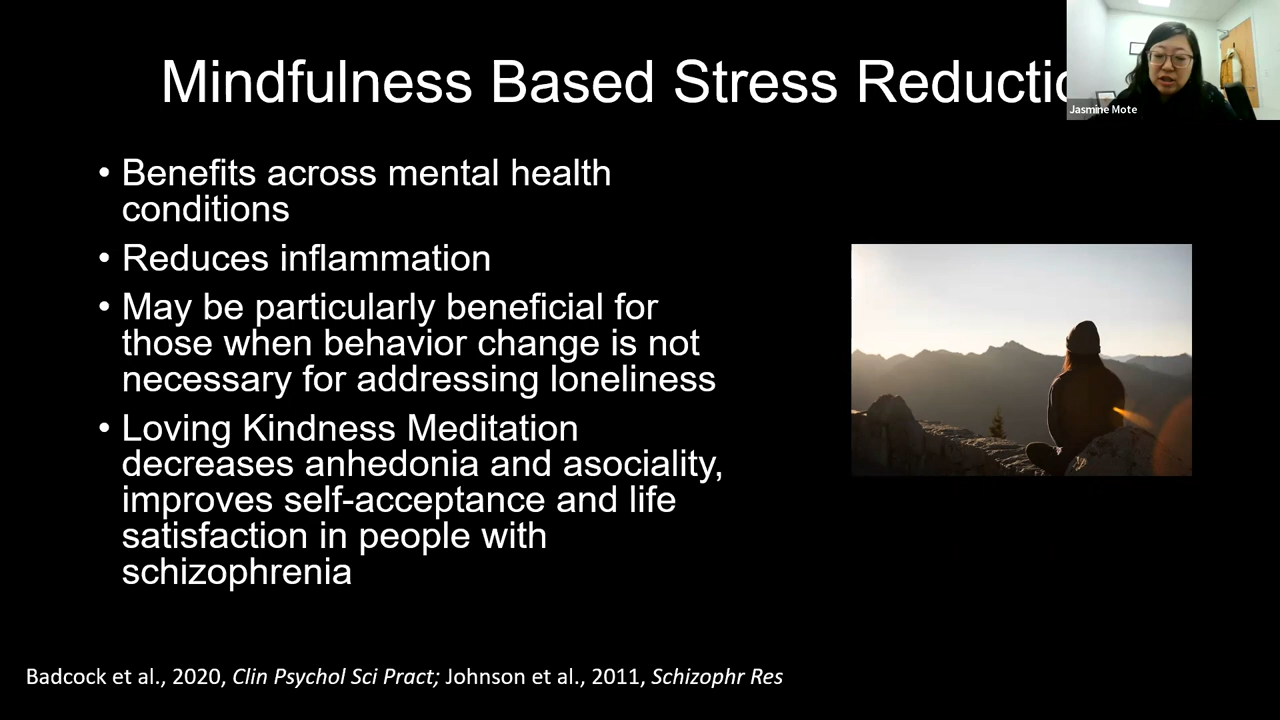 Mindfulness Based Stress Reductio
Jasmine Mote
• Benefits across mental health
conditions
• Reduces inflammation
• May be particularly beneficial for
those when behavior change is not
necessary for addressing loneliness
• Loving Kindness Meditation
decreases anhedonia and asociality,
improves self-acceptance and life
satisfaction in people with
schizophrenia
Badcock et al., 2020, Clin Psychol Sci Pract; Johnson et al., 2011, Schizophr Res